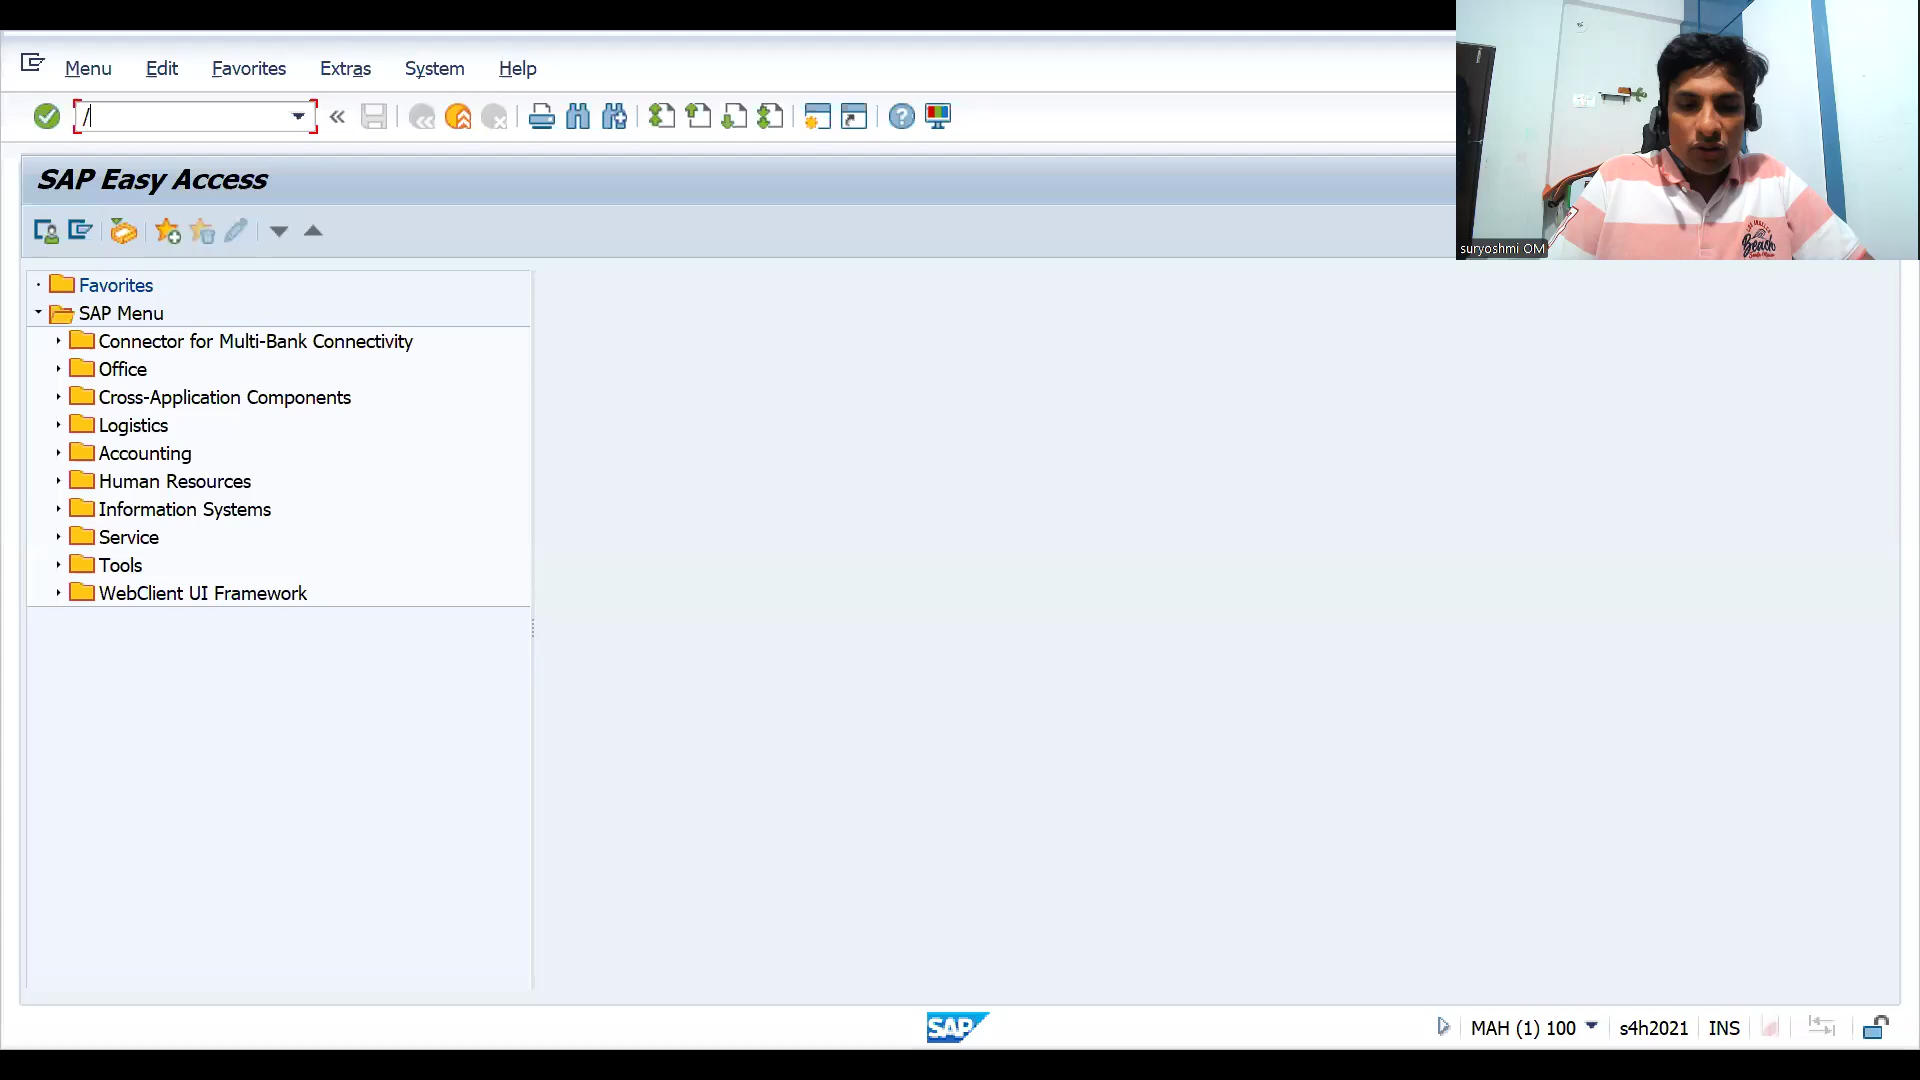 Menu Edit Favorites Extras System Help
/
SAP Easy Access
Favorites
SAP Menu
Connector for Multi-Bank Connectivity
Office
Cross-Application Components
Logistics
Accounting
Human Resources
Information Systems
Service
Tools
WebClient UI Framework
suryoshmi OM
Beach
SAP
MAH (1) 100 s4h2021 INS